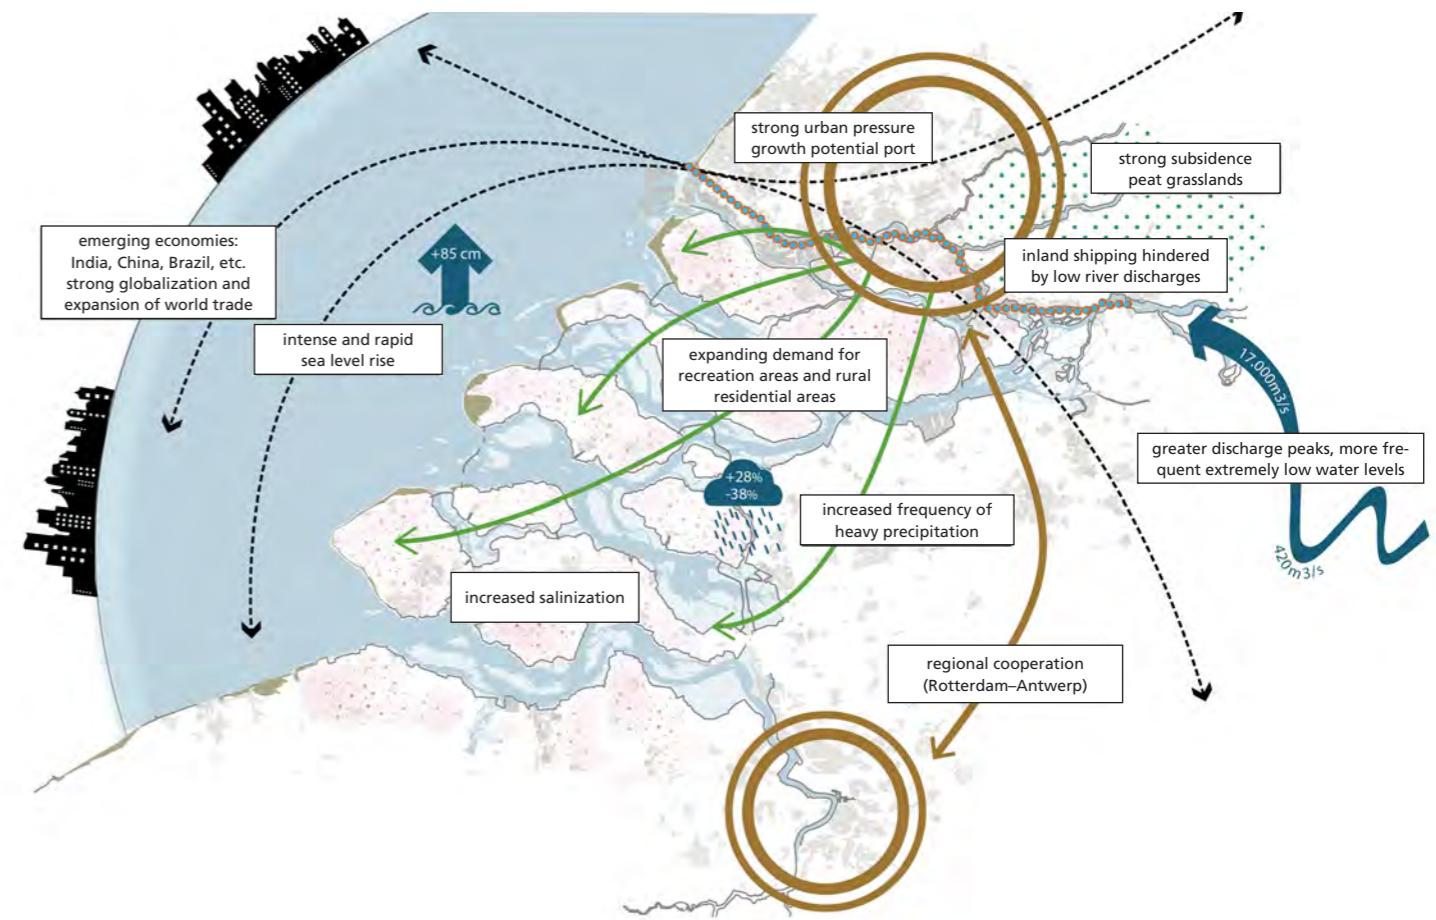 strong urban pressure
growth potential port
strong subsidence
peat grasslands
emerging economies:
India, China, Brazil, etc.
strong globalization and
expansion of world trade
+85 cm
inland shipping hindered
by low river discharges
intense and rapid
sea level rise
expanding demand for
recreation areas and rural
residential areas
17.000m3/s
greater discharge peaks, more fre-
quent extremely low water levels
+28%
-38%
increased frequency of
heavy precipitation
420m3/s
increased salinization
regional cooperation
(Rotterdam–Antwerp)